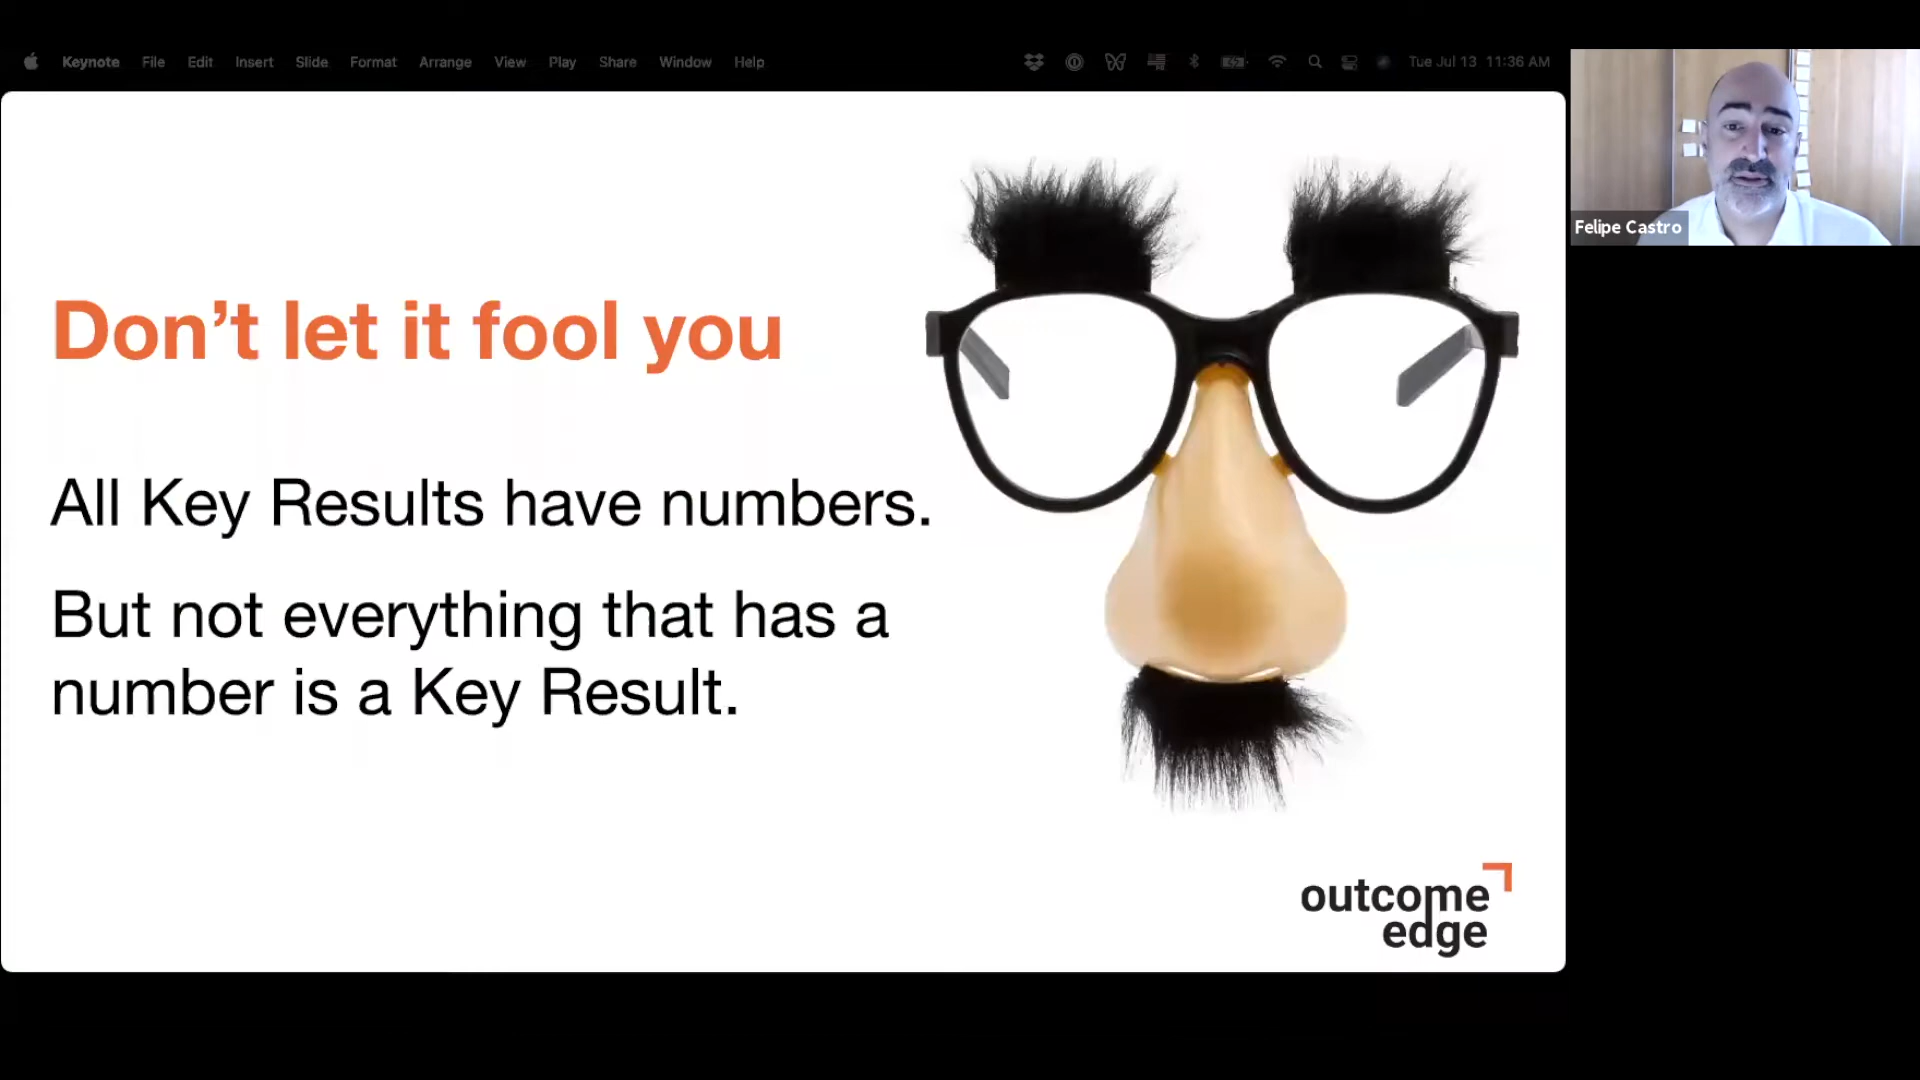 Keynote File Edit Insert Slide Format Arrange View Play Share Window Help Tue Jul 13 11:36 AM
Felipe Castro
Don't let it fool you
All Key Results have numbers.
But not everything that has a
number is a Key Result.
outcome
edge